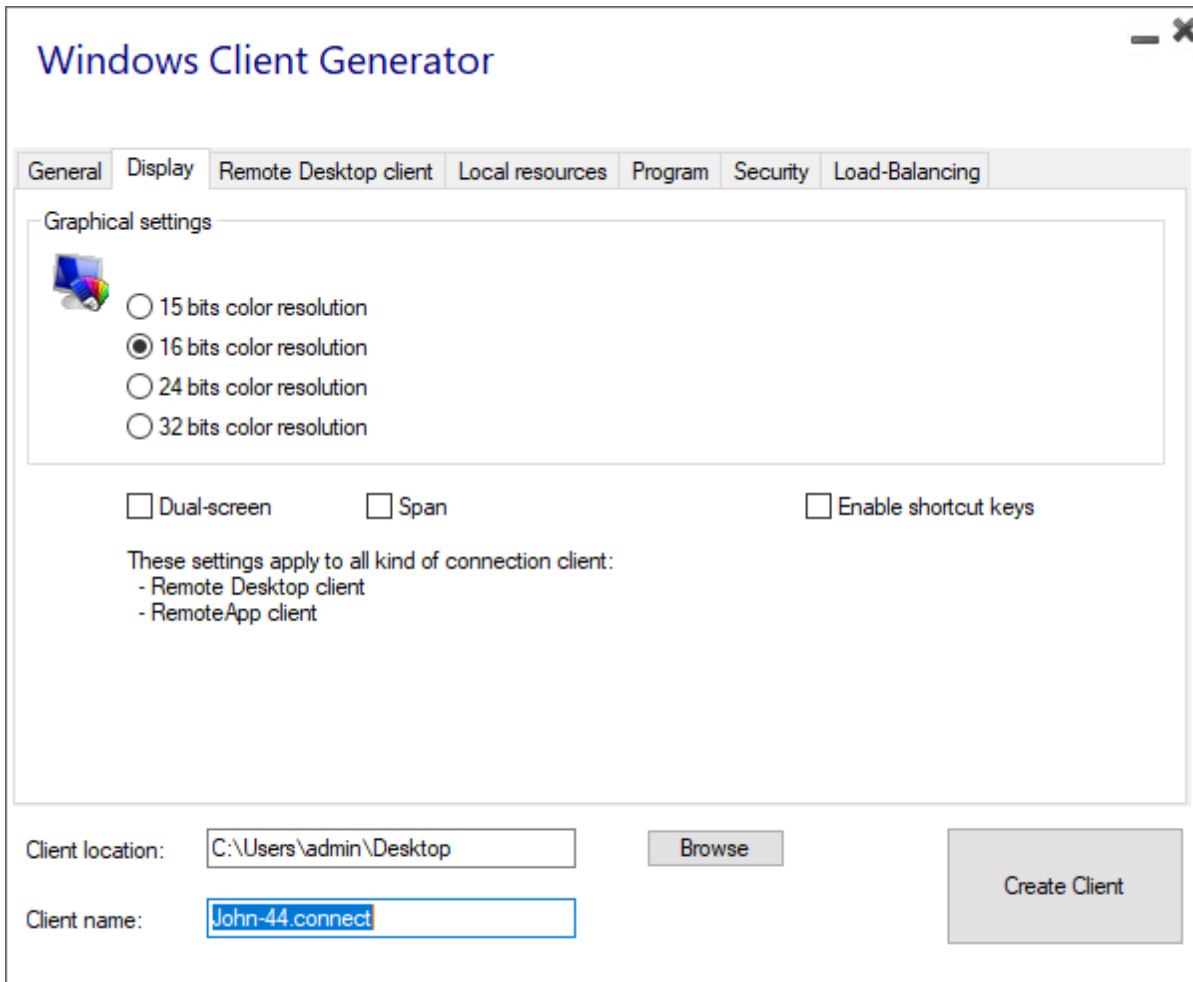 Windows Client Generator
General Display Remote Desktop client Local resources Program Security Load-Balancing
Graphical settings
15 bits color resolution
16 bits color resolution
24 bits color resolution
32 bits color resolution
Dual-screen Span Enable shortcut keys
These settings apply to all kind of connection client:
- Remote Desktop client
- RemoteApp client
Client location: C:\Users\admin\Desktop Browse
Create Client
Client name: John-44.connect